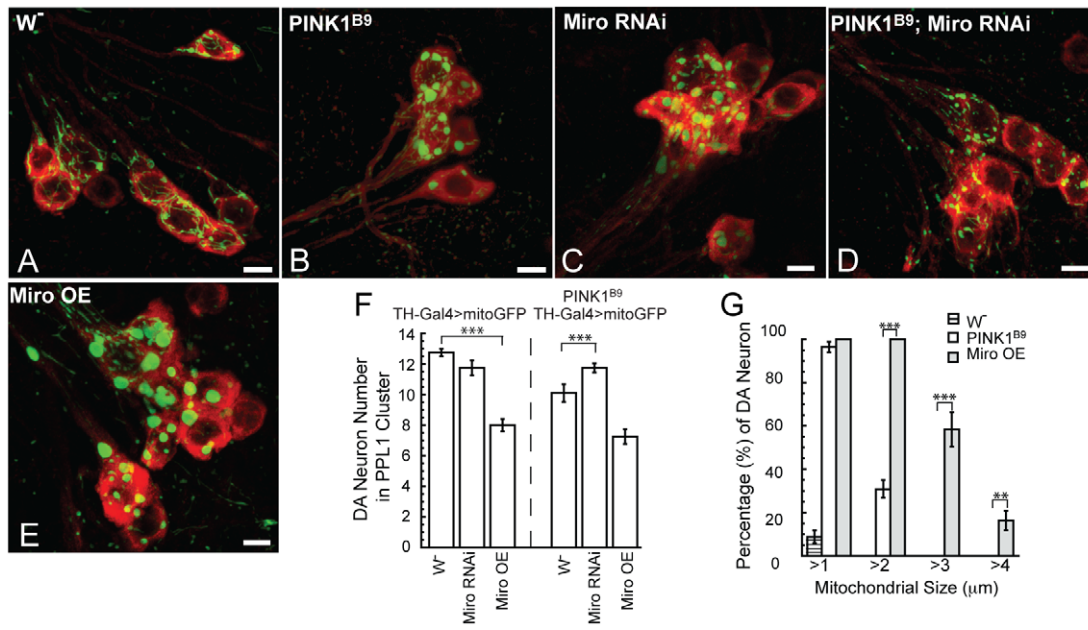 W⁻
PINK1ᴮ⁹
Miro RNAi
PINK1ᴮ⁹; Miro RNAi
A
B
C
D
Miro OE
E
F
TH-Gal4>mitoGFP
PINK1ᴮ⁹
TH-Gal4>mitoGFP
***
***
DA Neuron Number
in PPL1 Cluster
14
12
10
8
6
4
2
0
W⁻
Miro RNAi
Miro OE
W⁻
Miro RNAi
Miro OE
G
W⁻
PINK1ᴮ⁹
Miro OE
***
***
**
Percentage (%) of DA Neuron
100
80
60
40
20
0
>1
>2
>3
>4
Mitochondrial Size (μm)